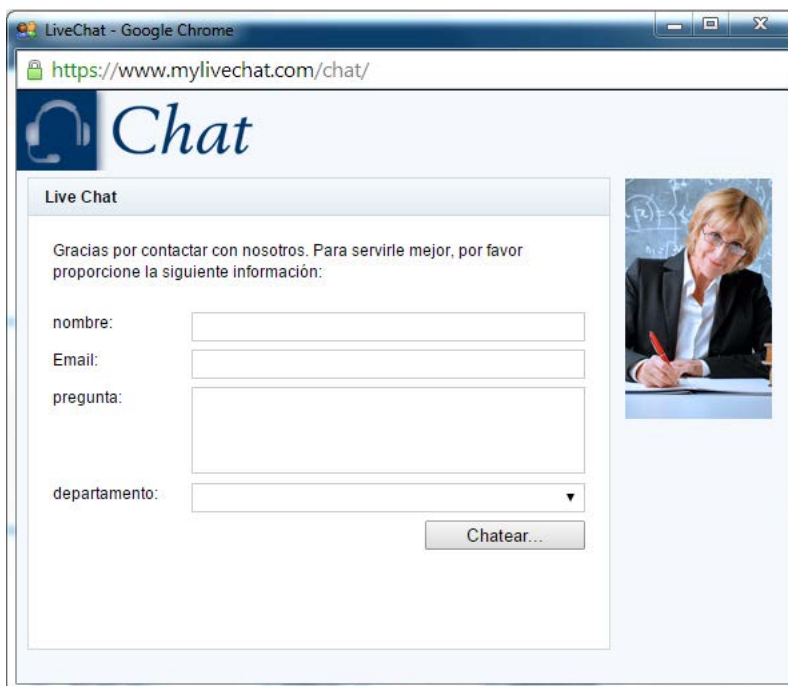 LiveChat - Google Chrome
https://www.mylivechat.com/chat/
Chat
Live Chat
Gracias por contactar con nosotros. Para servirle mejor, por favor
proporcione la siguiente información:
nombre:
Email:
pregunta:
departamento:
Chatear...